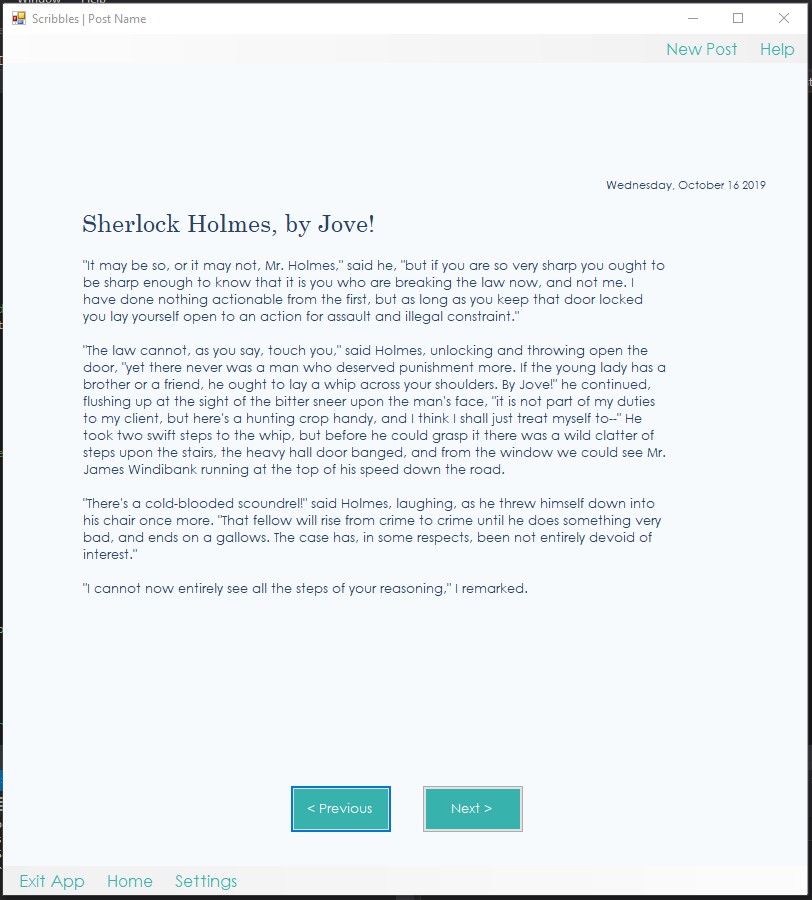 Scribbles | Post Name
New Post Help
Wednesday, October 16 2019
Sherlock Holmes, by Jove!
"It may be so, or it may not, Mr. Holmes," said he, "but if you are so very sharp you ought to
be sharp enough to know that it is you who are breaking the law now, and not me. I
have done nothing actionable from the first, but as long as you keep that door locked
you lay yourself open to an action for assault and illegal constraint."
"The law cannot, as you say, touch you," said Holmes, unlocking and throwing open the
door, "yet there never was a man who deserved punishment more. If the young lady has a
brother or a friend, he ought to lay a whip across your shoulders. By Jove!" he continued,
flushing up at the sight of the bitter sneer upon the man's face, "it is not part of my duties
to my client, but here's a hunting crop handy, and I think I shall just treat myself to--" He
took two swift steps to the whip, but before he could grasp it there was a wild clatter of
steps upon the stairs, the heavy hall door banged, and from the window we could see Mr.
James Windibank running at the top of his speed down the road.
"There's a cold-blooded scoundrel!" said Holmes, laughing, as he threw himself down into
his chair once more. "That fellow will rise from crime to crime until he does something very
bad, and ends on a gallows. The case has, in some respects, been not entirely devoid of
interest."
"I cannot now entirely see all the steps of your reasoning," I remarked.
< Previous Next >
Exit App Home Settings